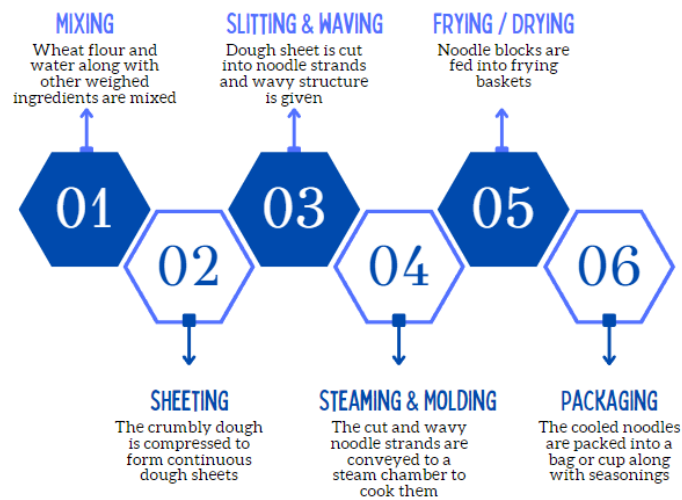 MIXING
Wheat flour and
water along with
other weighed
ingredients are mixed
SLITTING & WAVING
Dough sheet is cut
into noodle strands
and wavy structure
is given
FRYING / DRYING
Noodle blocks are
fed into frying
baskets
01
02
03
04
05
06
SHEETING
The crumbly dough
is compressed to
form continuous
dough sheets
STEAMING & MOLDING
The cut and wavy
noodle strands are
conveyed to a
steam chamber to
cook them
PACKAGING
The cooled noodles
are packed into a
bag or cup along
with seasonings